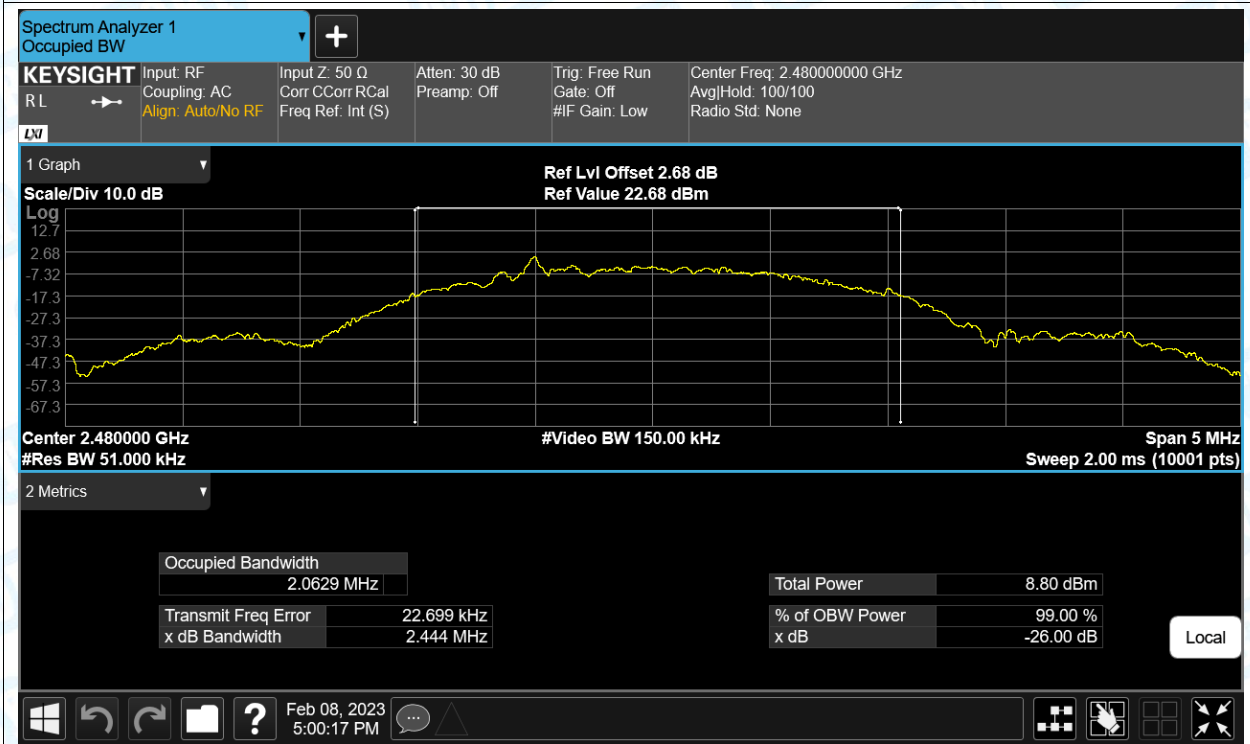 Spectrum Analyzer 1
Occupied BW
KEYSIGHT
R L
LXI
Input: RF
Coupling: AC
Align: Auto/No RF
Input Z: 50 Ω
Corr CCorr RCal
Freq Ref: Int (S)
Atten: 30 dB
Preamp: Off
Trig: Free Run
Gate: Off
#IF Gain: Low
Center Freq: 2.480000000 GHz
Avg|Hold: 100/100
Radio Std: None
1 Graph
Scale/Div 10.0 dB
Ref Lvl Offset 2.68 dB
Ref Value 22.68 dBm
Log
12.7
2.68
-7.32
-17.3
-27.3
-37.3
-47.3
-57.3
-67.3
Center 2.480000 GHz
#Video BW 150.00 kHz
Span 5 MHz
#Res BW 51.000 kHz
Sweep 2.00 ms (10001 pts)
2 Metrics
Occupied Bandwidth
2.0629 MHz
Total Power 8.80 dBm
Transmit Freq Error 22.699 kHz
% of OBW Power 99.00 %
x dB Bandwidth 2.444 MHz
x dB -26.00 dB
Local
?
Feb 08, 2023
5:00:17 PM